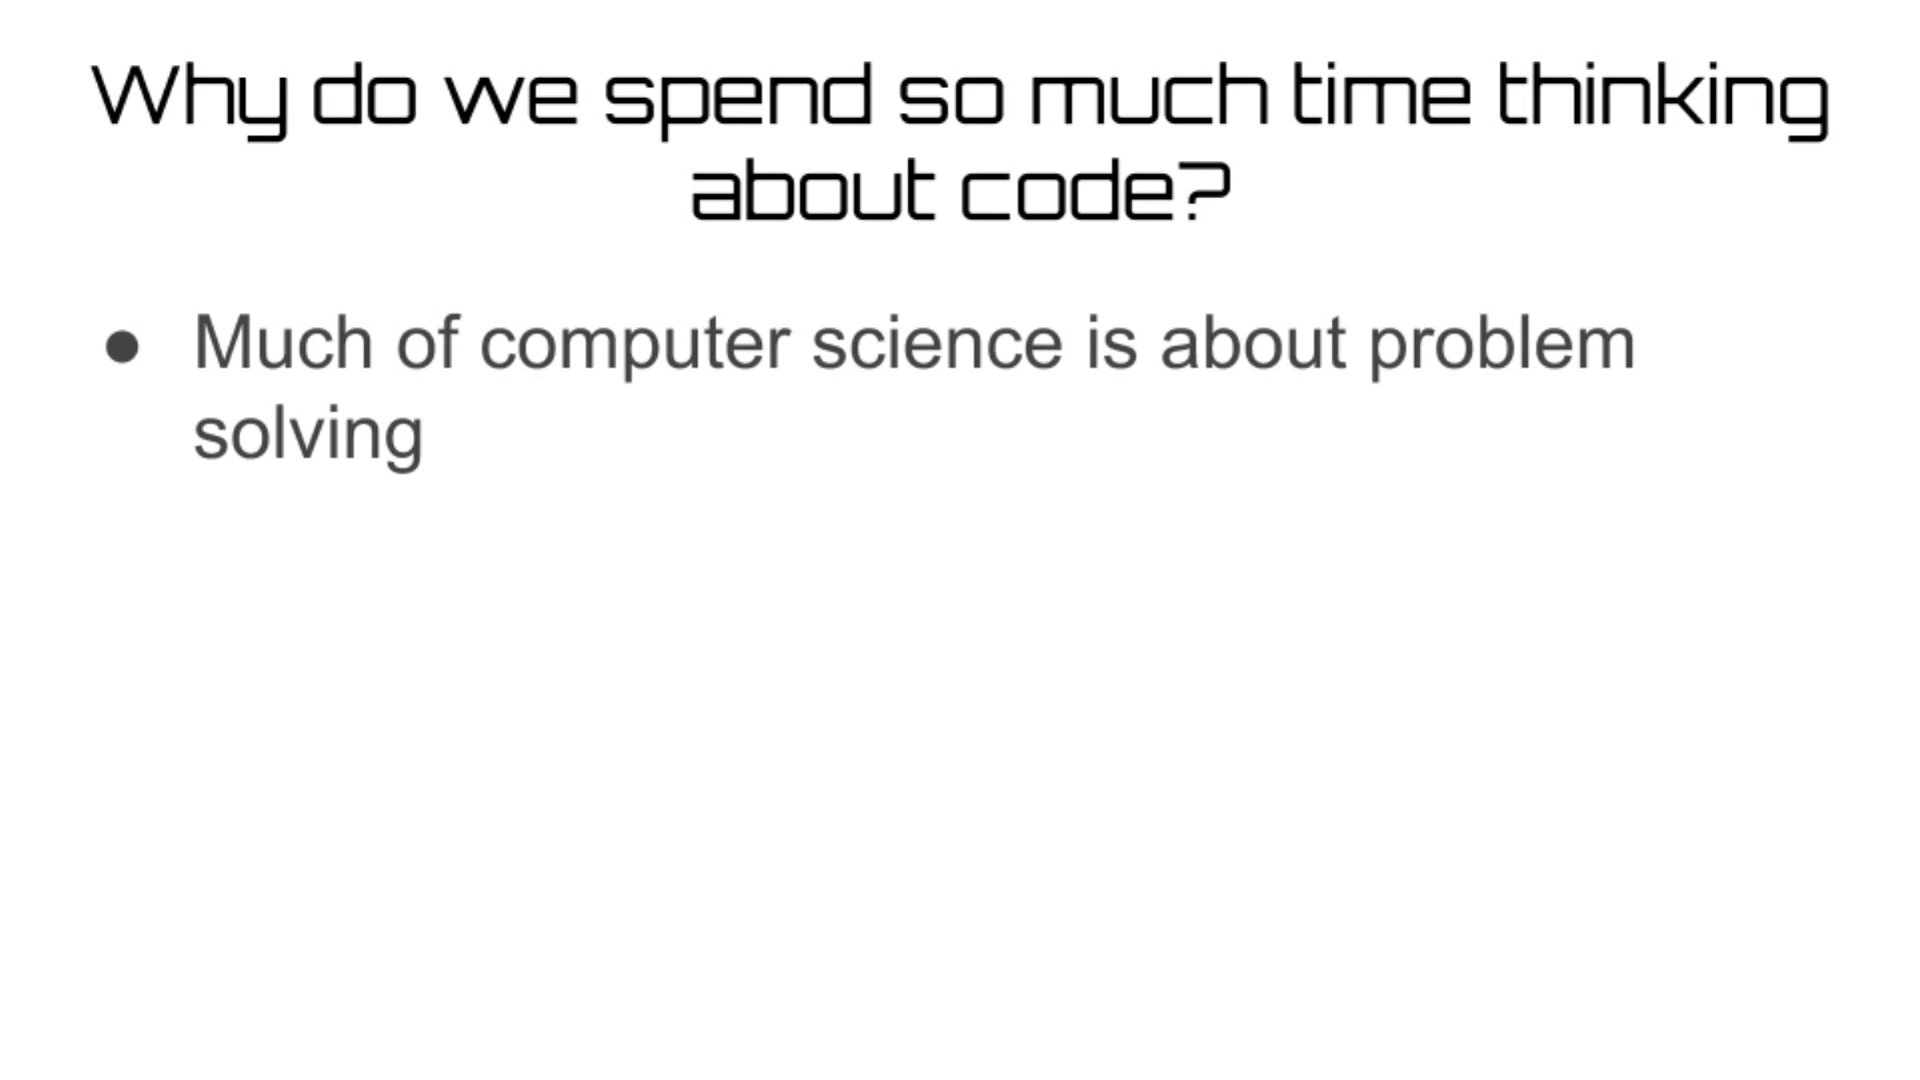 Why do we spend so much time thinking
about code?
● Much of computer science is about problem
solving